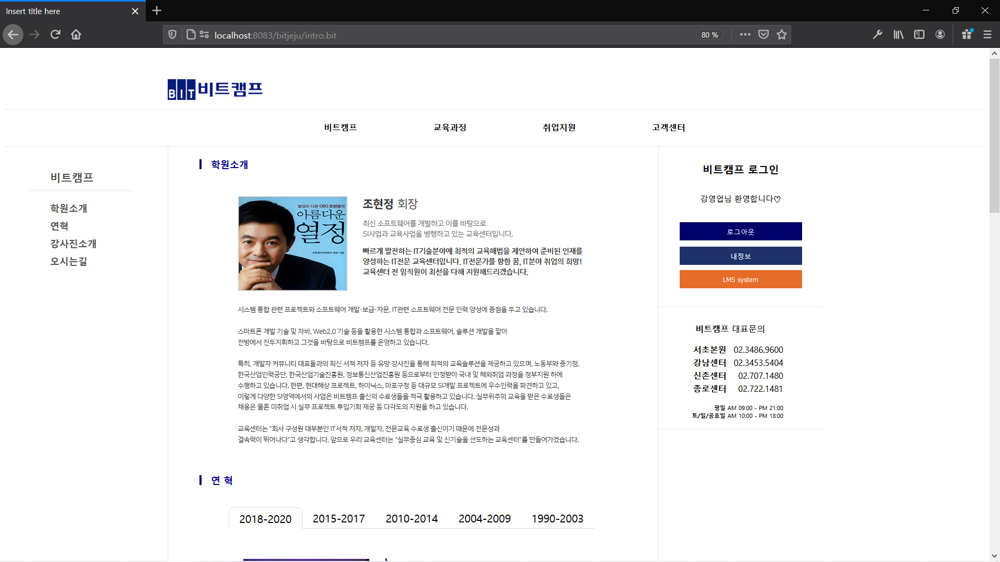 Insert title here
localhost:8083/bitjeju/intro.bit
80 %
BIT비트캠프
비트캠프
교육과정
취업지원
고객센터
비트캠프
학원소개
연혁
강사진소개
오시는길
학원소개
발상이 다른 CEO 조현정의
아름다운
열정
조현정(비트컴퓨터 회장) 지음
조현정 회장
최신 소프트웨어를 개발하고 이를 바탕으로
SI사업과 교육사업을 병행하고 있는 교육센터입니다.
빠르게 발전하는 IT기술분야에 최적의 교육해법을 제안하여 준비된 인재를
양성하는 IT전문 교육센터입니다. IT전문가를 향한 꿈, IT분야 취업의 희망!
교육센터 전 임직원이 최선을 다해 지원해드리겠습니다.
시스템 통합 관련 프로젝트와 소프트웨어 개발·보급·자문, IT관련 소프트웨어 전문 인력 양성에 중점을 두고 있습니다.
스마트폰 개발 기술 및 자바, Web2.0 기술 등을 활용한 시스템 통합과 소프트웨어, 솔루션 개발을 맡아
전방에서 진두지휘하고 그것을 바탕으로 비트캠프를 운영하고 있습니다.
특히, 개발자 커뮤니티 대표들과의 최신 서적 저자 등 유망 강사진을 통해 최적의 교육솔루션을 제공하고 있으며, 노동부와 중기청,
한국산업인력공단, 한국산업기술진흥원, 정보통신산업진흥원 등으로부터 인정받아 국내 및 해외취업 과정을 정부지원 하에
수행하고 있습니다. 한편, 현대해상 프로젝트, 하이닉스, 마포구청 등 대규모 SI개발 프로젝트에 우수인력을 파견하고 있고,
이렇게 다양한 SI영역에서의 사업은 비트캠프 출신의 수료생들을 적극 활용하고 있습니다. 실무위주의 교육을 받은 수료생들은
채용은 물론 미취업 시 실무 프로젝트 투입기회 제공 등 다각도의 지원을 하고 있습니다.
교육센터는 "회사 구성원 대부분인 IT서적 저자, 개발자, 전문교육 수료생 출신이기 때문에 전문성과
결속력이 뛰어나다"고 생각합니다. 앞으로 우리 교육센터는 "실무중심 교육 및 신기술을 선도하는 교육센터"를 만들어가겠습니다.
연 혁
2018-2020
2015-2017
2010-2014
2004-2009
1990-2003
비트캠프 로그인
강영업님 환영합니다♡
로그아웃
내정보
LMS system
비트캠프 대표문의
서초본원 02.3486.9600
강남센터 02.3453.5404
신촌센터 02.707.1480
종로센터 02.722.1481
평일 AM 09:00 - PM 21:00
토/일/공휴일 AM 10:00 - PM 18:00